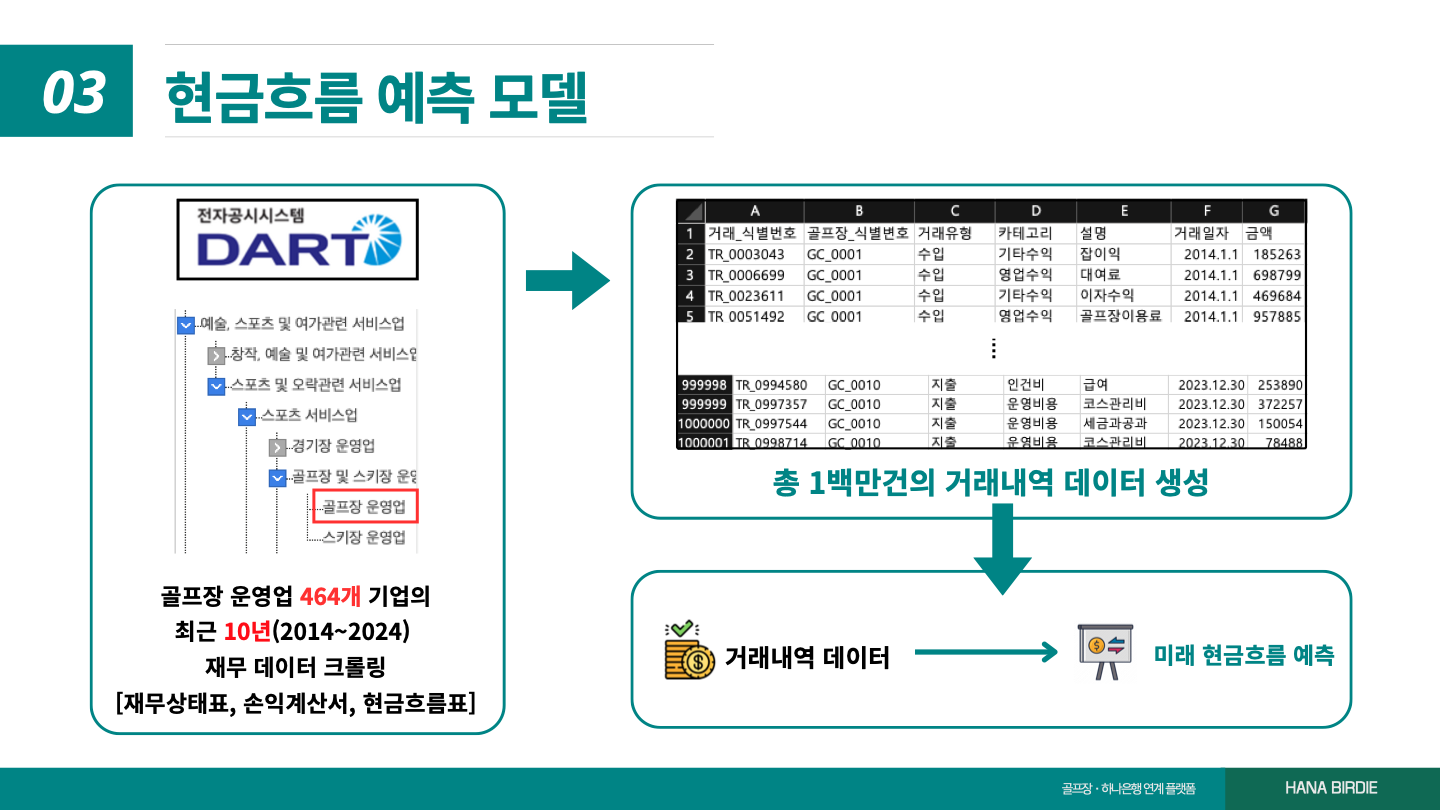 03
현금흐름 예측 모델
전자공시시스템
DART
예술, 스포츠 및 여가관련 서비스업
창작, 예술 및 여가관련 서비스업
스포츠 및 오락관련 서비스업
스포츠 서비스업
경기장 운영업
골프장 및 스키장 운영
골프장 운영업
스키장 운영업
골프장 운영업 464개 기업의
최근 10년(2014~2024)
재무 데이터 크롤링
[재무상태표, 손익계산서, 현금흐름표]
A B C D E F G
1 거래_식별번호 골프장_식별변호 거래유형 카테고리 설명 거래일자 금액
2 TR_0003043 GC_0001 수입 기타수익 잡이익 2014.1.1 185263
3 TR_0006699 GC_0001 수입 영업수익 대여료 2014.1.1 698799
4 TR_0023611 GC_0001 수입 기타수익 이자수익 2014.1.1 469684
5 TR_0051492 GC_0001 수입 영업수익 골프장이용료 2014.1.1 957885
⋮
999998 TR_0994580 GC_0010 지출 인건비 급여 2023.12.30 253890
999999 TR_0997357 GC_0010 지출 운영비용 코스관리비 2023.12.30 372257
1000000 TR_0997544 GC_0010 지출 운영비용 세금과공과 2023.12.30 150054
1000001 TR_0998714 GC_0010 지출 운영비용 코스관리비 2023.12.30 78488
총 1백만건의 거래내역 데이터 생성
거래내역 데이터
미래 현금흐름 예측
골프장 · 하나은행 연계 플랫폼
HANA BIRDIE